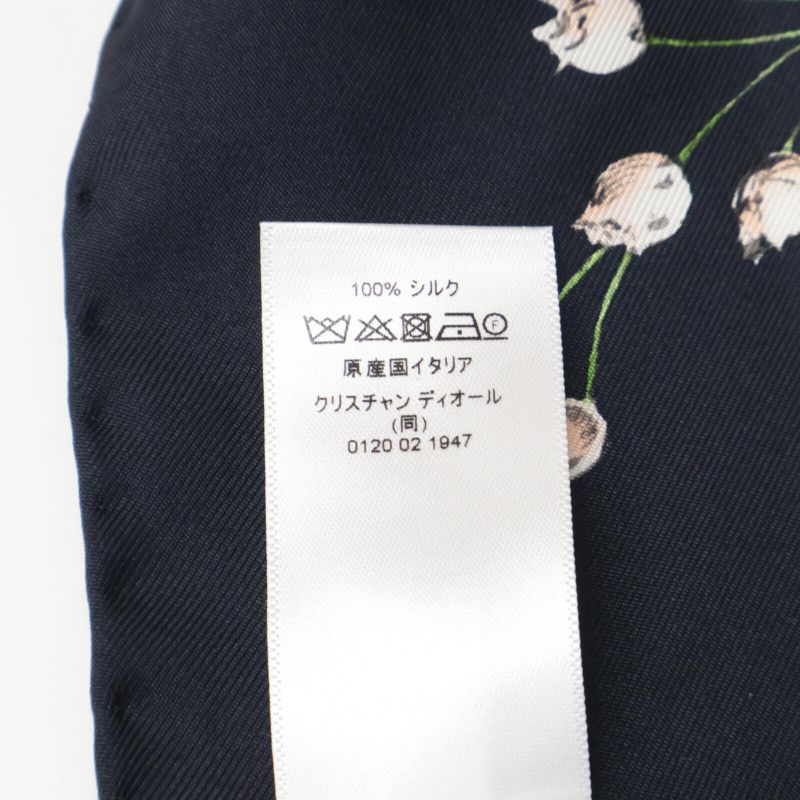 100% シルク
F
原産国イタリア
クリスチャン ディオール
(同)
0120 02 1947